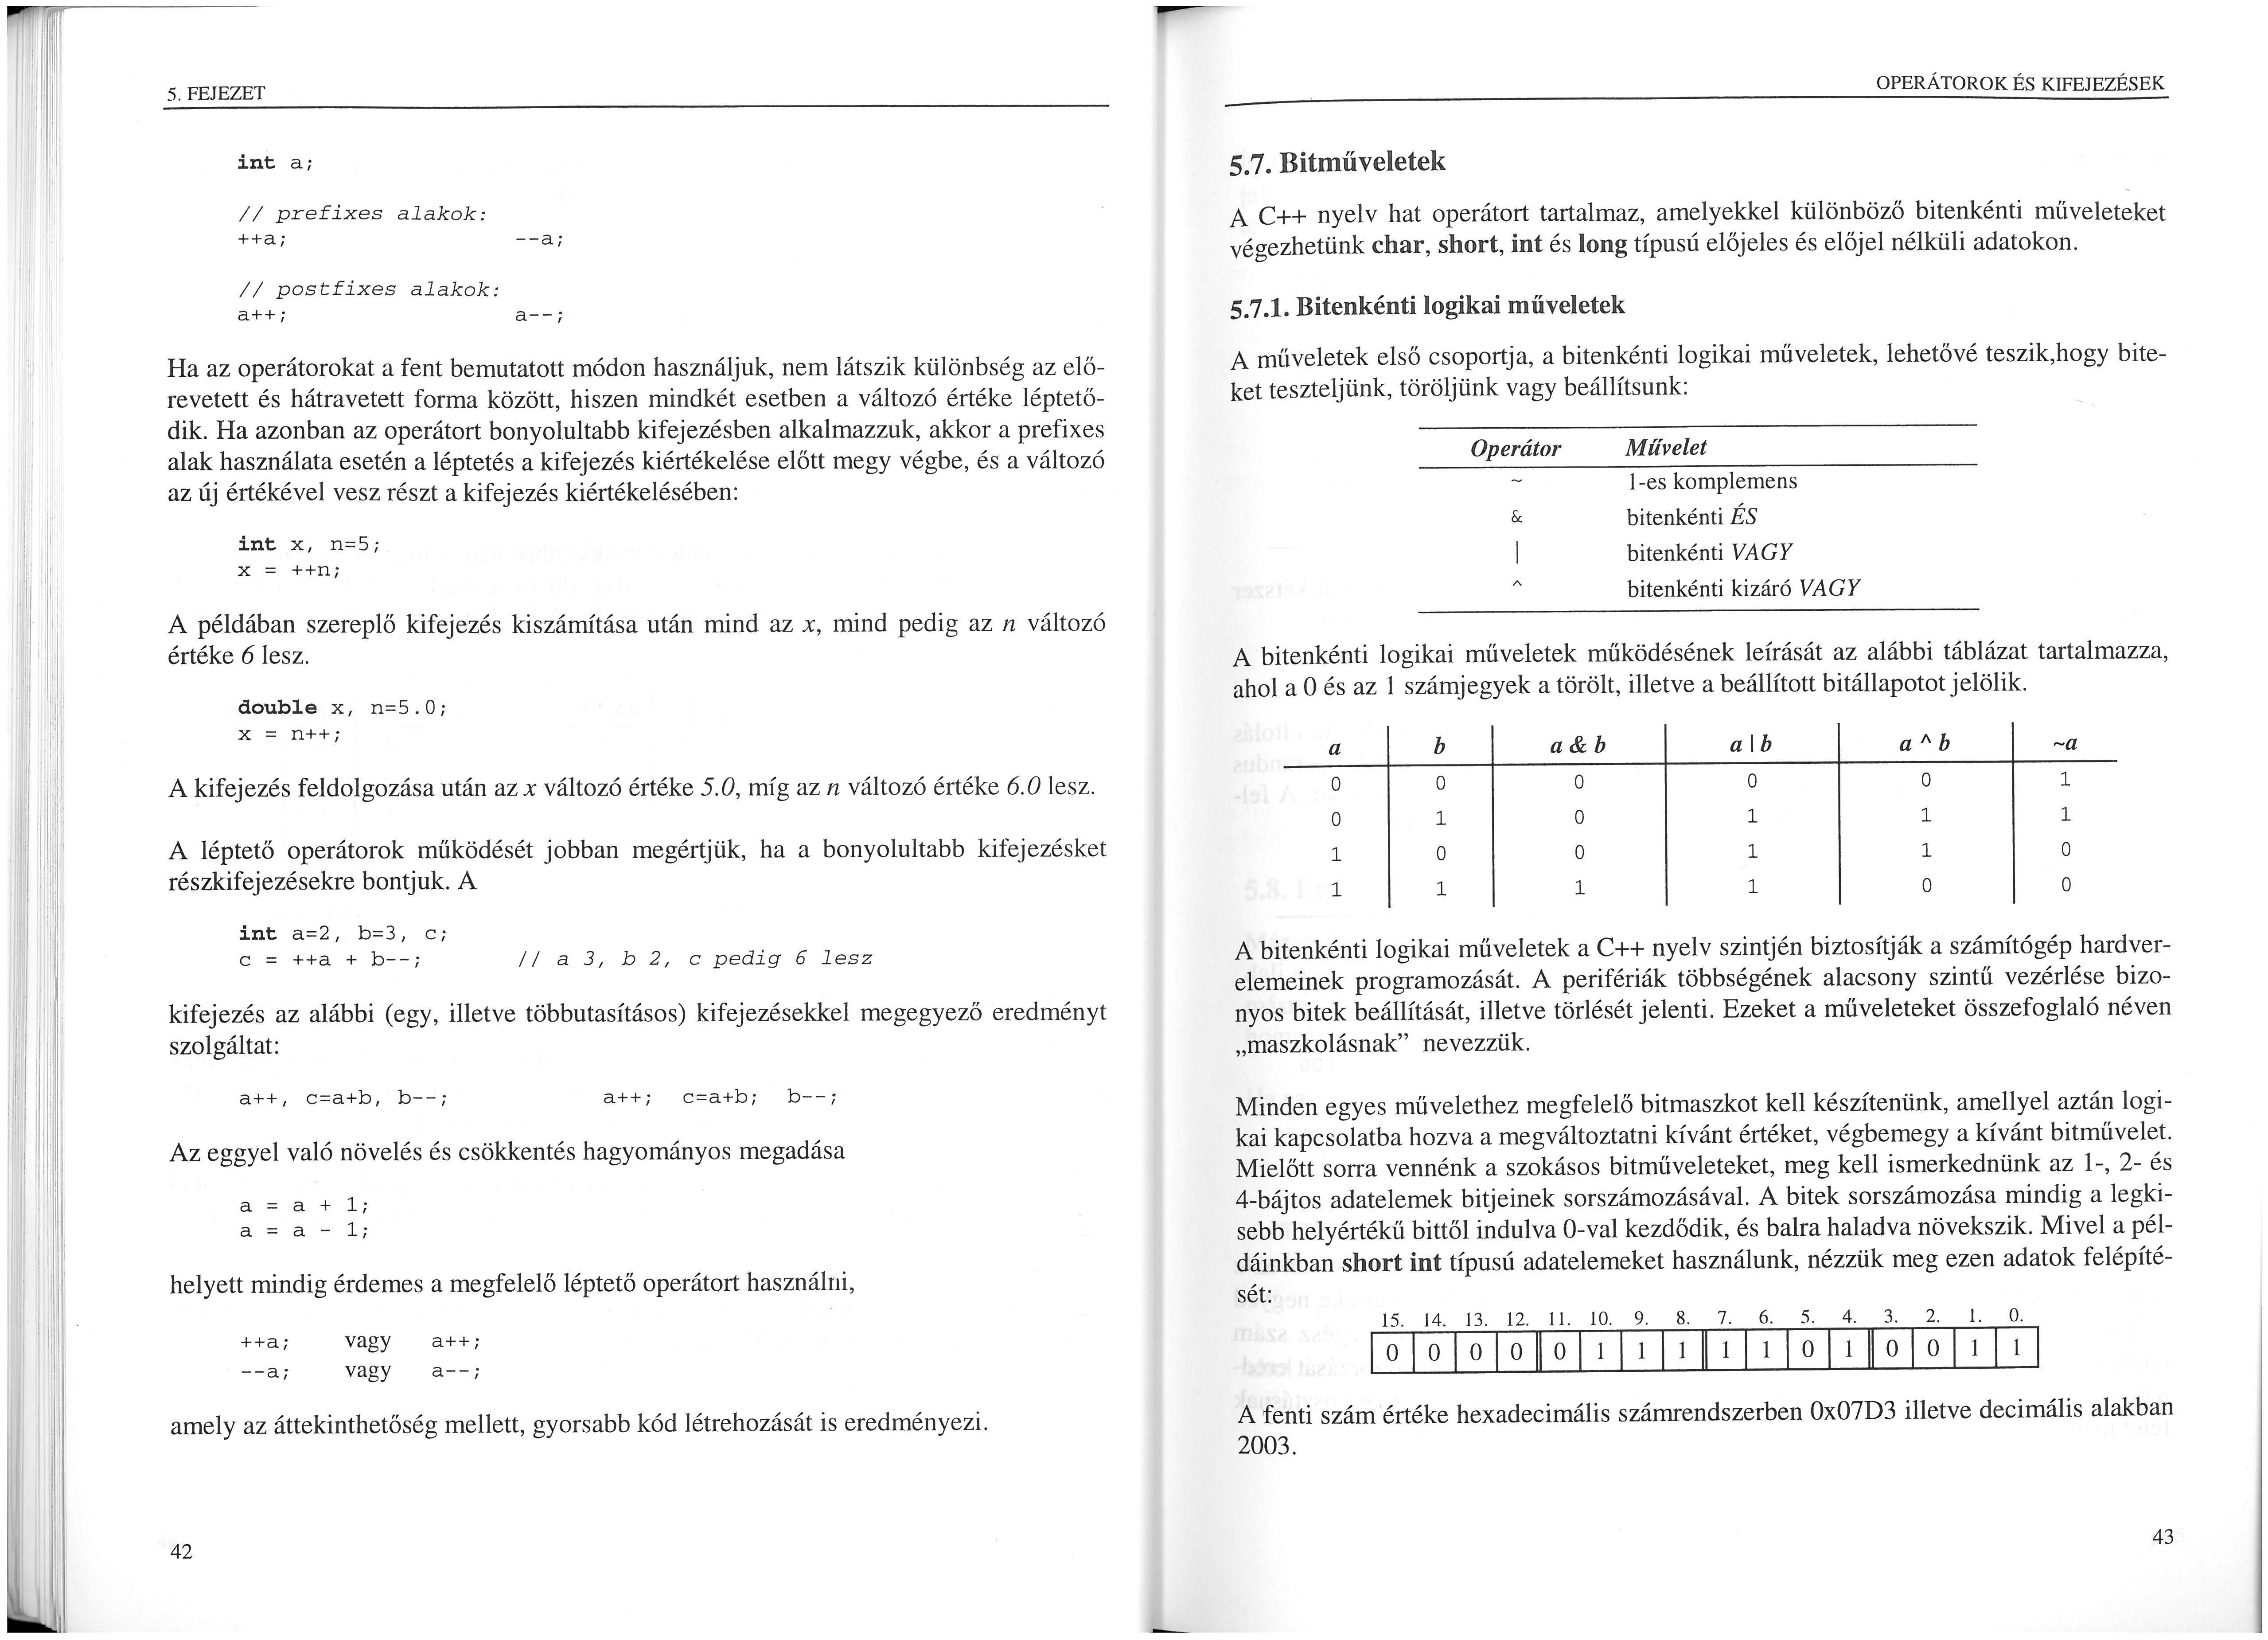 5. FEJEZET
int a;
// prefixes alakok:
++a; --a;
// postfixes alakok:
a++; a--;
Ha az operátorokat a fent bemutatott módon használjuk, nem látszik különbség az elő-
revetett és hátravetett forma között, hiszen mindkét esetben a változó értéke léptető-
dik. Ha azonban az operátort bonyolultabb kifejezésben alkalmazzuk, akkor a prefixes
alak használata esetén a léptetés a kifejezés kiértékelése előtt megy végbe, és a változó
az új értékével vesz részt a kifejezés kiértékelésében:
int x, n=5;
x = ++n;
A példában szereplő kifejezés kiszámítása után mind az x, mind pedig az n változó
értéke 6 lesz.
double x, n=5.0;
x = n++;
A kifejezés feldolgozása után az x változó értéke 5.0, míg az n változó értéke 6.0 lesz.
A léptető operátorok működését jobban megértjük, ha a bonyolultabb kifejezésket
részkifejezésekre bontjuk. A
int a=2, b=3, c;
c = ++a + b--; // a 3, b 2, c pedig 6 lesz
kifejezés az alábbi (egy, illetve többutasításos) kifejezésekkel megegyező eredményt
szolgáltat:
a++, c=a+b, b--; a++; c=a+b; b--;
Az eggyel való növelés és csökkentés hagyományos megadása
a = a + 1;
a = a - 1;
helyett mindig érdemes a megfelelő léptető operátort használni,
++a; vagy a++;
--a; vagy a--;
amely az áttekinthetőség mellett, gyorsabb kód létrehozását is eredményezi.
42
OPERÁTOROK ÉS KIFEJEZÉSEK
5.7. Bitműveletek
A C++ nyelv hat operátort tartalmaz, amelyekkel különböző bitenkénti műveleteket
végezhetünk char, short, int és long típusú előjeles és előjel nélküli adatokon.
5.7.1. Bitenkénti logikai műveletek
A műveletek első csoportja, a bitenkénti logikai műveletek, lehetővé teszik,hogy bite-
ket teszteljünk, töröljünk vagy beállítsunk:
Operátor Művelet
~ 1-es komplemens
& bitenkénti ÉS
| bitenkénti VAGY
^ bitenkénti kizáró VAGY
A bitenkénti logikai műveletek működésének leírását az alábbi táblázat tartalmazza,
ahol a 0 és az 1 számjegyek a törölt, illetve a beállított bitállapotot jelölik.
a b a & b a | b a ^ b ~a
0 0 0 0 0 1
0 1 0 1 1 1
1 0 0 1 1 0
1 1 1 1 0 0
A bitenkénti logikai műveletek a C++ nyelv szintjén biztosítják a számítógép hardver-
elemeinek programozását. A perifériák többségének alacsony szintű vezérlése bizo-
nyos bitek beállítását, illetve törlését jelenti. Ezeket a műveleteket összefoglaló néven
„maszkolásnak” nevezzük.
Minden egyes művelethez megfelelő bitmaszkot kell készítenünk, amellyel aztán logi-
kai kapcsolatba hozva a megváltoztatni kívánt értéket, végbemegy a kívánt bitművelet.
Mielőtt sorra vennénk a szokásos bitműveleteket, meg kell ismerkednünk az 1-, 2- és
4-bájtos adatelemek bitjeinek sorszámozásával. A bitek sorszámozása mindig a legki-
sebb helyértékű bittől indulva 0-val kezdődik, és balra haladva növekszik. Mivel a pél-
dáinkban short int típusú adatelemeket használunk, nézzük meg ezen adatok felépíté-
sét:
15. 14. 13. 12. 11. 10. 9. 8. 7. 6. 5. 4. 3. 2. 1. 0.
0 0 0 0 0 1 1 1 1 1 0 1 0 0 1 1
A fenti szám értéke hexadecimális számrendszerben 0x07D3 illetve decimális alakban
2003.
43